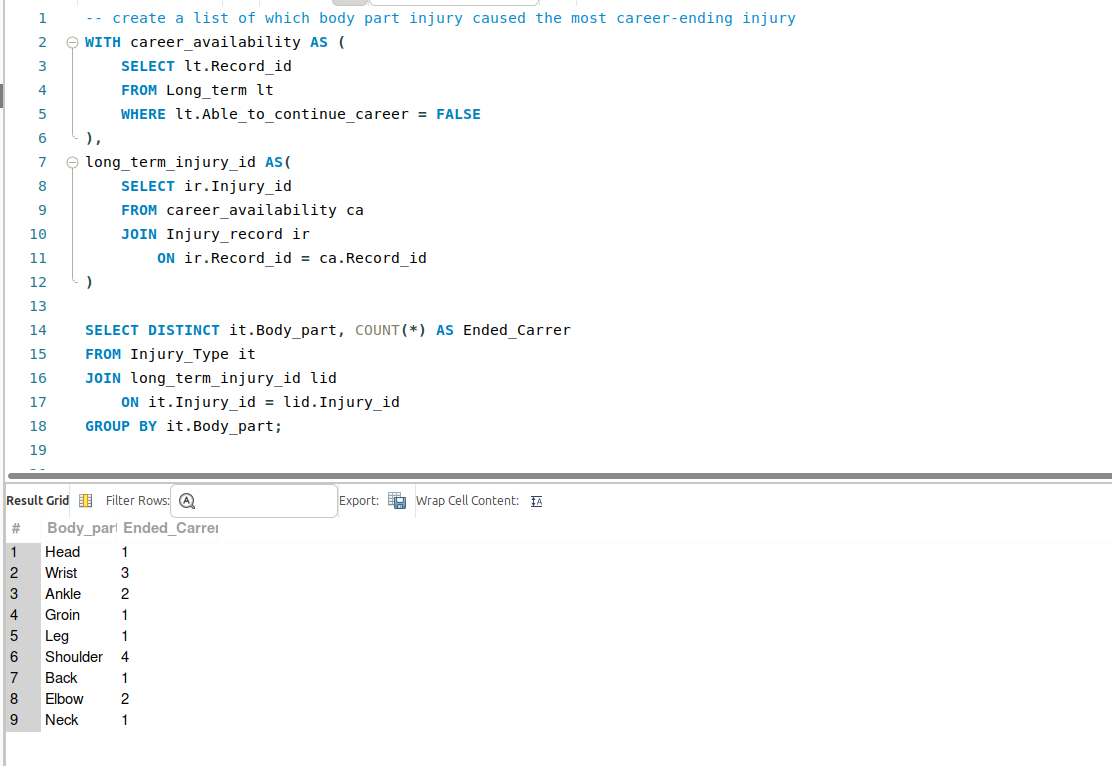 1 -- create a list of which body part injury caused the most career-ending injury
2 WITH career_availability AS (
3 SELECT lt.Record_id
4 FROM Long_term lt
5 WHERE lt.Able_to_continue_career = FALSE
6 ),
7 long_term_injury_id AS(
8 SELECT ir.Injury_id
9 FROM career_availability ca
10 JOIN Injury_record ir
11 ON ir.Record_id = ca.Record_id
12 )
13
14 SELECT DISTINCT it.Body_part, COUNT(*) AS Ended_Carrer
15 FROM Injury_Type it
16 JOIN long_term_injury_id lid
17 ON it.Injury_id = lid.Injury_id
18 GROUP BY it.Body_part;
19
Result Grid Filter Rows: Export: Wrap Cell Content:
# Body_part Ended_Carrer
1 Head 1
2 Wrist 3
3 Ankle 2
4 Groin 1
5 Leg 1
6 Shoulder 4
7 Back 1
8 Elbow 2
9 Neck 1